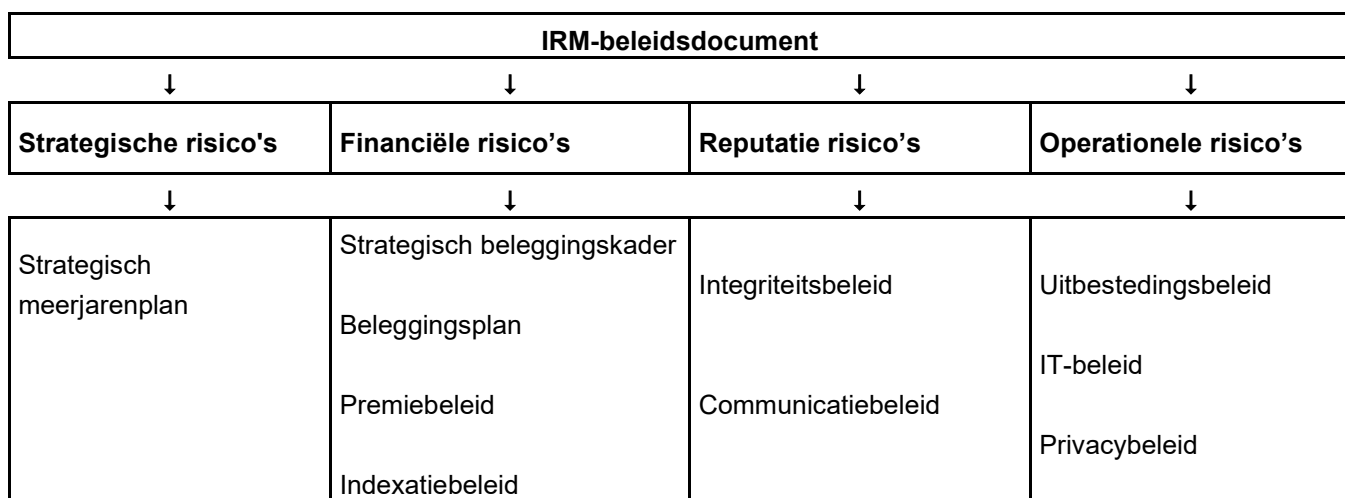 IRM-beleidsdocument
↓ ↓ ↓ ↓
Strategische risico's Financiële risico’s Reputatie risico’s Operationele risico’s
↓ ↓ ↓ ↓
Strategisch
meerjarenplan
Strategisch beleggingskader
Beleggingsplan
Premiebeleid
Indexatiebeleid
Integriteitsbeleid
Communicatiebeleid
Uitbestedingsbeleid
IT-beleid
Privacybeleid